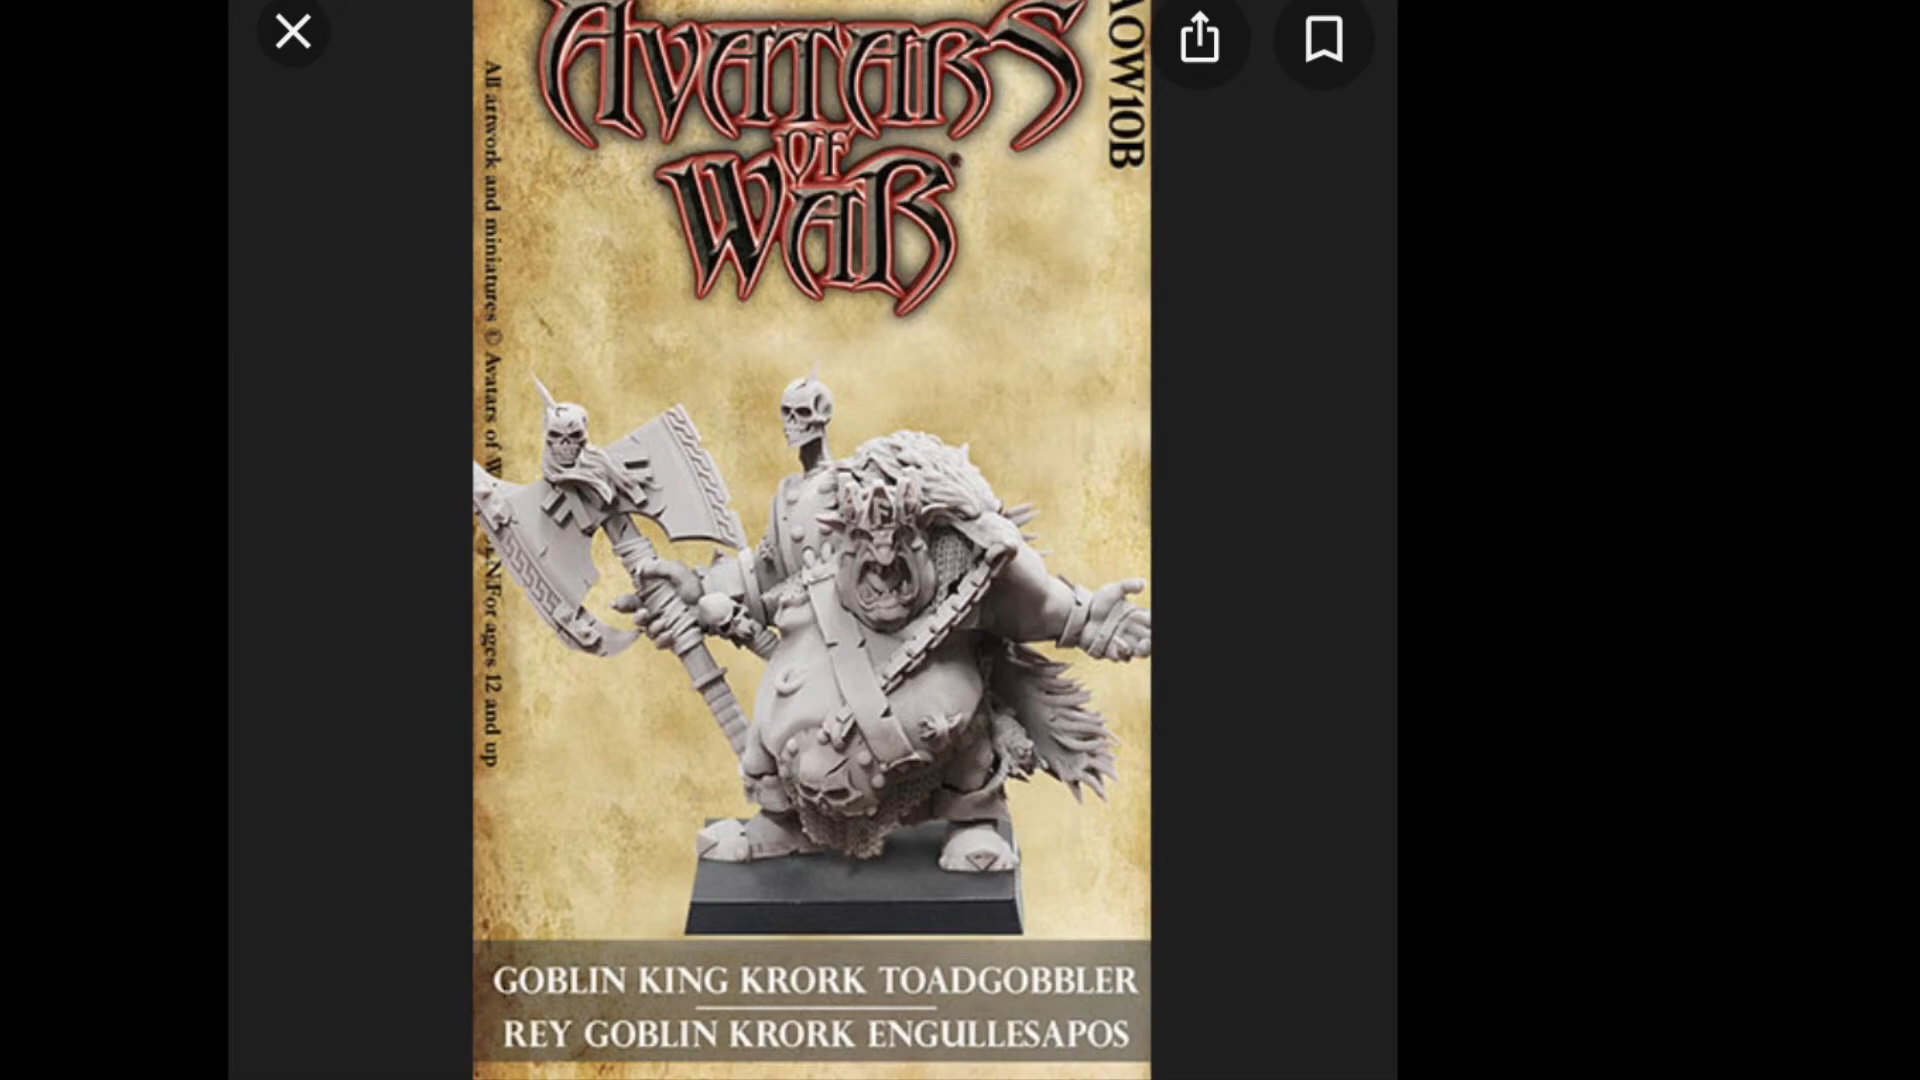 AVATARS
OF
WAR
AOW10B
All artwork and miniatures © Avatars of
For ages 12 and up
GOBLIN KING KRORK TOADGOBBLER
REY GOBLIN KRORK ENGULLESAPOS